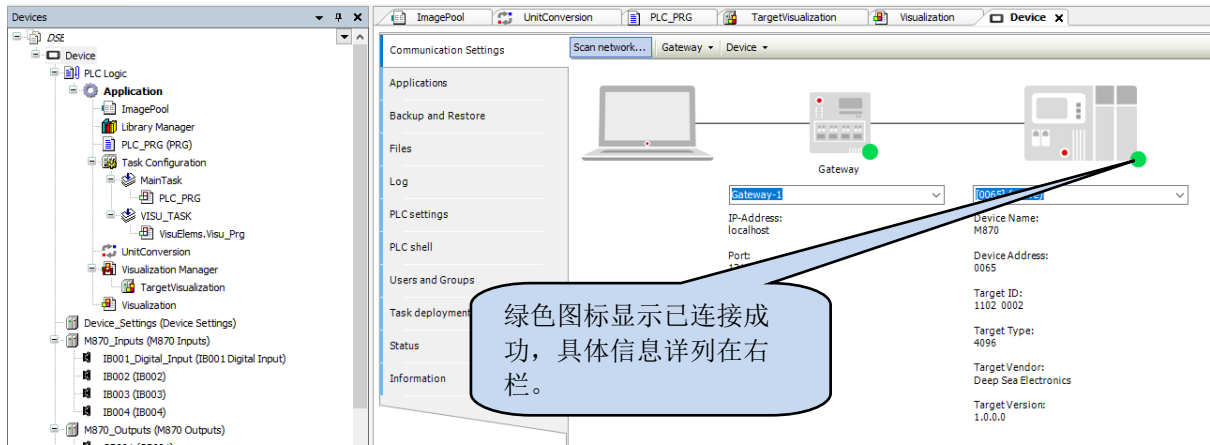 Devices
DSE
Device
PLC Logic
Application
ImagePool
Library Manager
PLC_PRG (PRG)
Task Configuration
MainTask
PLC_PRG
VISU_TASK
VisuElems.Visu_Prg
UnitConversion
Visualization Manager
TargetVisualization
Visualization
Device_Settings (Device Settings)
M870_Inputs (M870 Inputs)
IB001_Digital_Input (IB001 Digital Input)
IB002 (IB002)
IB003 (IB003)
IB004 (IB004)
M870_Outputs (M870 Outputs)
ImagePool UnitConversion PLC_PRG TargetVisualization Visualization Device
Communication Settings
Applications
Backup and Restore
Files
Log
PLC settings
PLC shell
Users and Groups
Task deployment
Status
Information
Scan network... Gateway Device
Gateway
Gateway-1
IP-Address:
localhost
Port:
Device Name:
M870
Device Address:
0065
Target ID:
1102 0002
Target Type:
4096
Target Vendor:
Deep Sea Electronics
Target Version:
1.0.0.0
绿色图标显示已连接成
功，具体信息详列在右
栏。